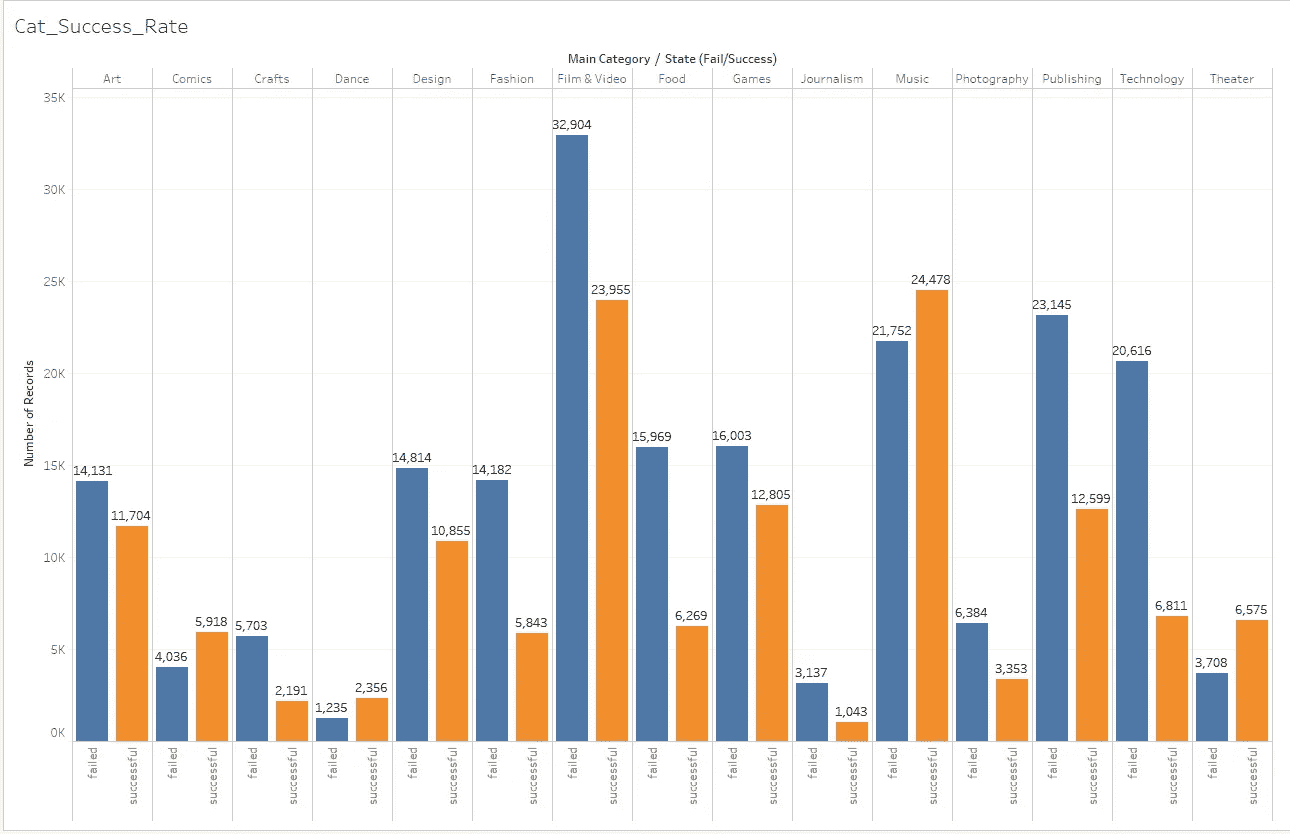 Cat_Success_Rate
Main Category / State (Fail/Success)
Art Comics Crafts Dance Design Fashion Film & Video Food Games Journalism Music Photography Publishing Technology Theater
35K
30K
25K
20K
15K
10K
5K
0K
Number of Records
14,131
11,704
4,036
5,918
5,703
2,191
1,235
2,356
14,814
10,855
14,182
5,843
32,904
23,955
15,969
6,269
16,003
12,805
3,137
1,043
21,752
24,478
6,384
3,353
23,145
12,599
20,616
6,811
3,708
6,575
failed successful failed successful failed successful failed successful failed successful failed successful failed successful failed successful failed successful failed successful failed successful failed successful failed successful failed successful failed successful